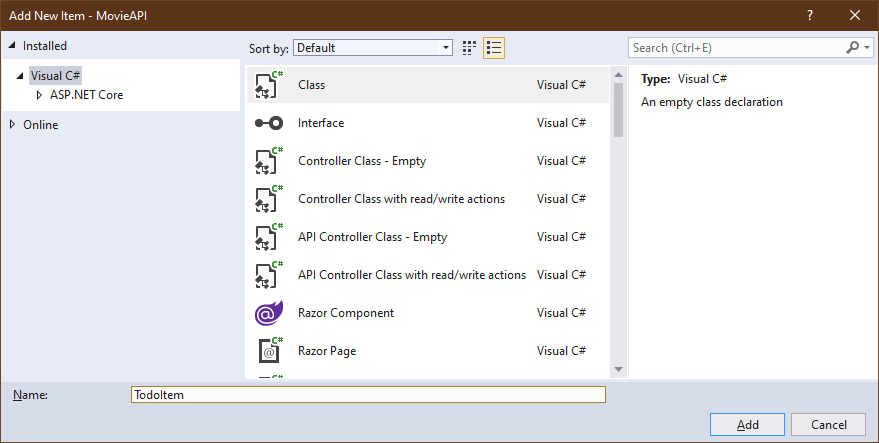 Add New Item - MovieAPI
Installed
Sort by: Default
Search (Ctrl+E)
Visual C#
ASP.NET Core
Online
C# Class Visual C#
Interface Visual C#
C# Controller Class - Empty Visual C#
C# Controller Class with read/write actions Visual C#
C# API Controller Class - Empty Visual C#
C# API Controller Class with read/write actions Visual C#
@ Razor Component Visual C#
C# @ Razor Page Visual C#
C#
Type: Visual C#
An empty class declaration
Name: TodoItem
Add Cancel